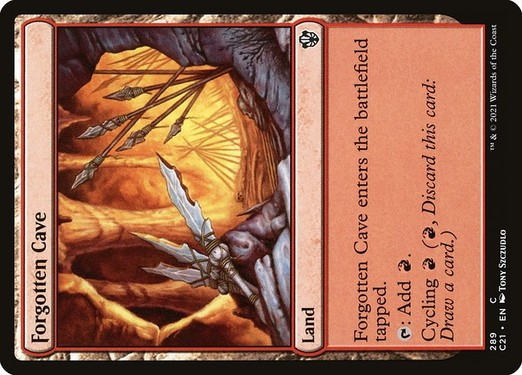 Forgotten Cave
Land
Forgotten Cave enters the battlefield
tapped.
: Add .
Cycling  (, Discard this card:
Draw a card.)
289 C
C21 • EN Tony Szczudlo
™ & © 2021 Wizards of the Coast